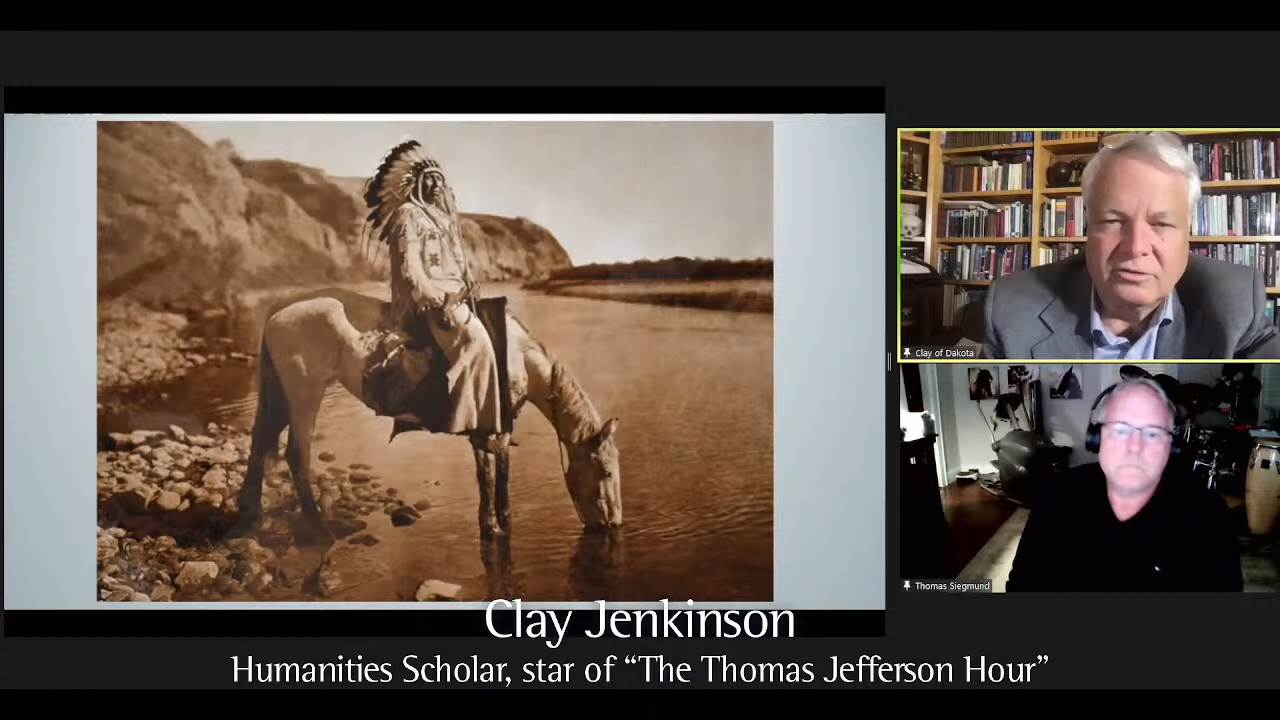 Clay of Dakota
Thomas Siegmund
Clay Jenkinson
Humanities Scholar, star of “The Thomas Jefferson Hour”